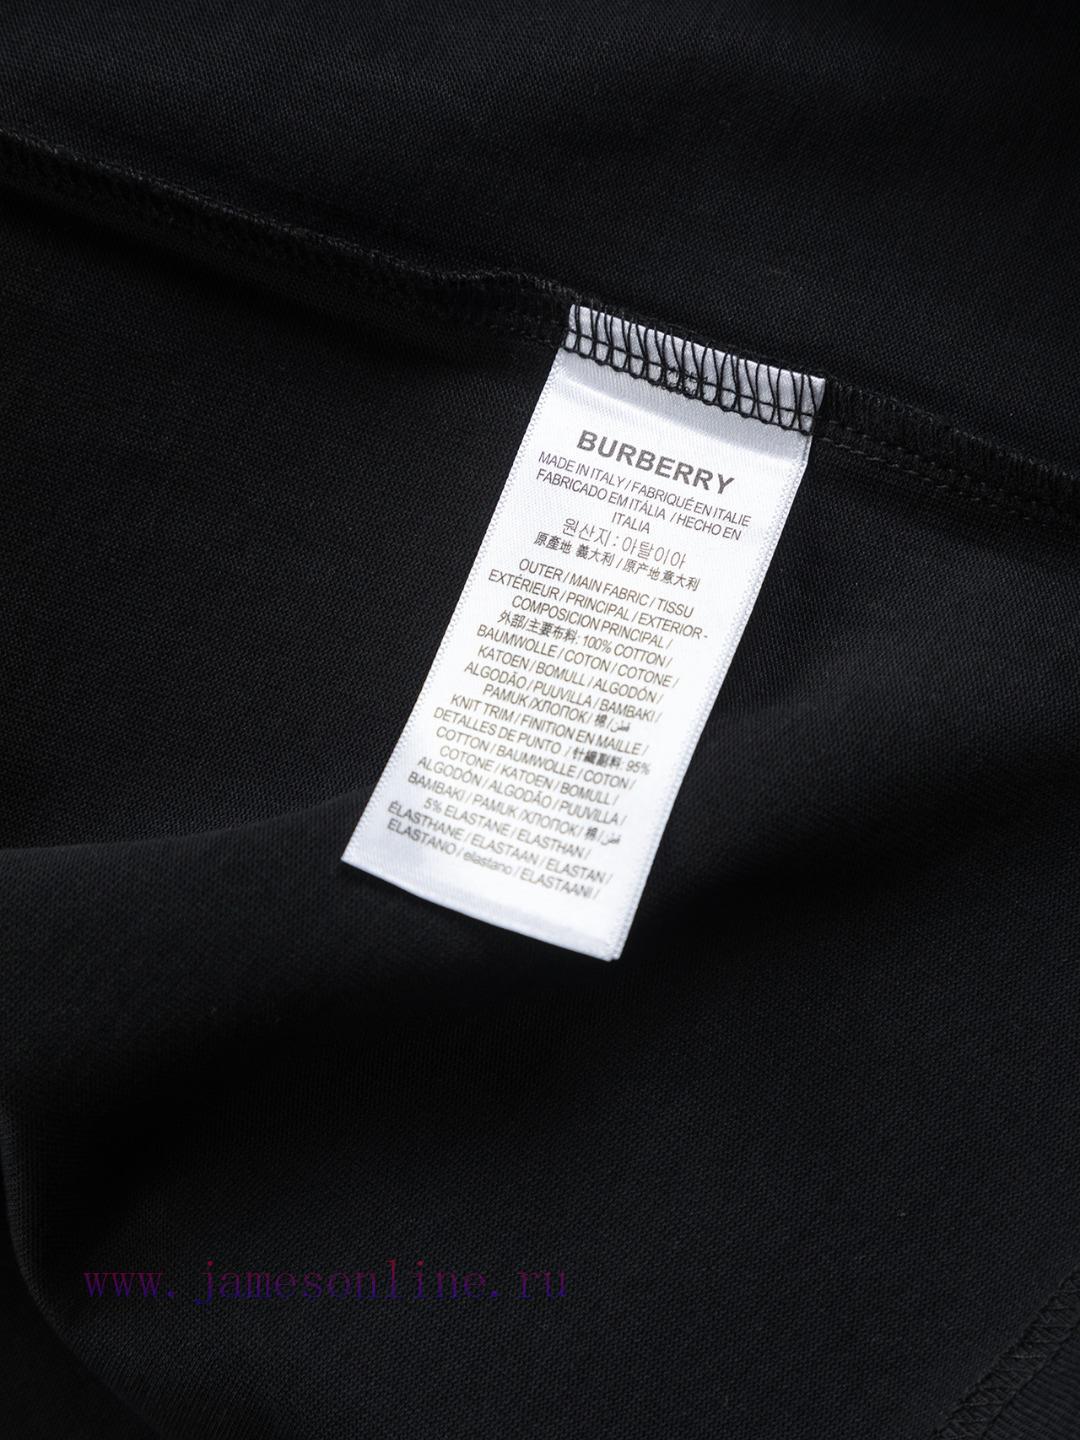 BURBERRY
MADE IN ITALY / FABRIQUÉ EN ITALIE
FABRICADO EM ITÁLIA / HECHO EN
ITALIA
원산지 : 아탈이아
原產地 義大利 / 原产地意大利
OUTER / MAIN FABRIC / TISSU
EXTÉRIEUR / PRINCIPAL / EXTERIOR -
COMPOSICION PRINCIPAL /
外部/主要布料: 100% COTTON /
BAUMWOLLE / COTON / COTONE /
KATOEN / BOMULL / ALGODÓN /
ALGODÃO / PUUVILLA / BAMBAKI /
PAMUK /ХЛОПОК/ 棉 / قطن
KNIT TRIM / FINITION EN MAILLE /
DETALLES DE PUNTO / 針織副料: 95%
COTTON / BAUMWOLLE / COTON /
COTONE / KATOEN / BOMULL /
ALGODÓN / ALGODÃO / PUUVILLA /
BAMBAKI / PAMUK /ХЛОПОК/ 棉 / قطن
5% ELASTANE / ELASTHAN /
ÉLASTHANE / ELASTAAN / ELASTAN /
ELASTANO / elastano / ELASTAANI /
www.jamesonline.ru